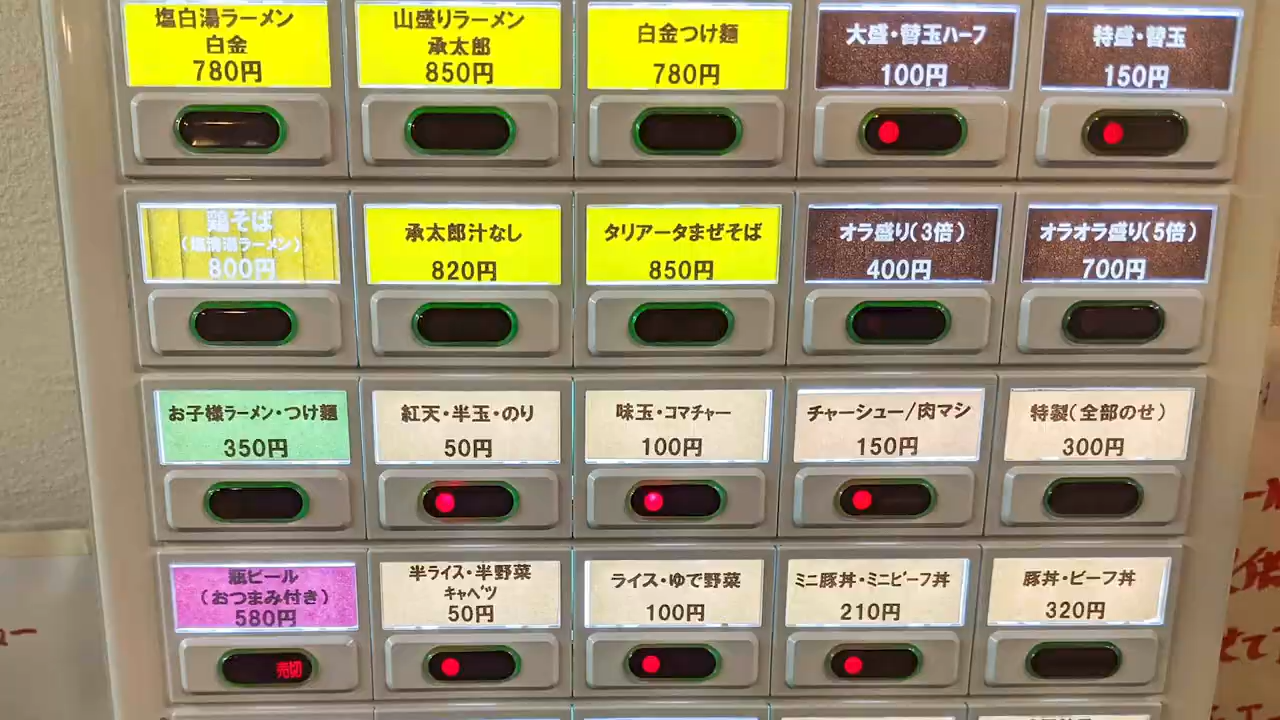 塩白湯ラーメン
白金
780円
山盛りラーメン
承太郎
850円
白金つけ麺
780円
大盛・替玉ハーフ
100円
特盛・替玉
150円
鶏そば
(塩清湯ラーメン)
800円
承太郎汁なし
820円
タリアータまぜそば
850円
オラ盛り(3倍)
400円
オラオラ盛り(5倍)
700円
お子様ラーメン・つけ麺
350円
紅天・半玉・のり
50円
味玉・コマチャー
100円
チャーシュー/肉マシ
150円
特製(全部のせ)
300円
瓶ビール
(おつまみ付き)
580円
売切
半ライス・半野菜
キャベツ
50円
ライス・ゆで野菜
100円
ミニ豚丼・ミニビーフ丼
210円
豚丼・ビーフ丼
320円